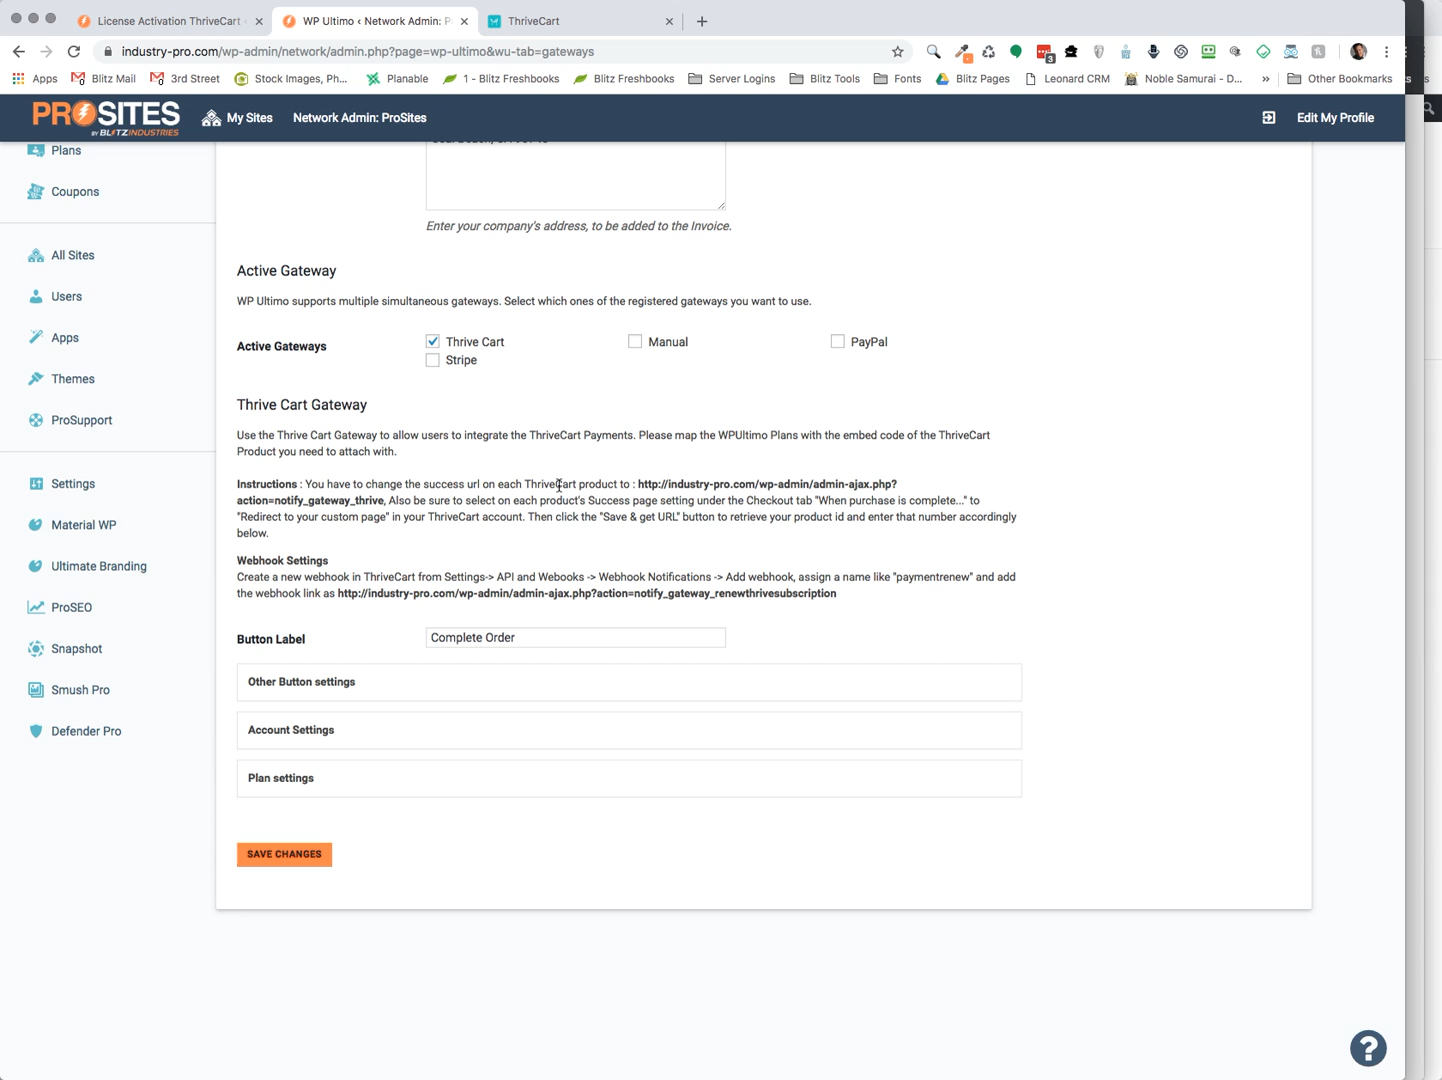 License Activation ThriveCart
WP Ultimo ‹ Network Admin: P
ThriveCart
industry-pro.com/wp-admin/network/admin.php?page=wp-ultimo&wu-tab=gateways
3
Apps
Blitz Mail
3rd Street
Stock Images, Ph...
Planable
1 - Blitz Freshbooks
Blitz Freshbooks
Server Logins
Blitz Tools
Fonts
Blitz Pages
Leonard CRM
Noble Samurai - D...
»
Other Bookmarks
PROSITES
BY BLITZINDUSTRIES
My Sites
Network Admin: ProSites
Edit My Profile
Plans
Coupons
All Sites
Users
Apps
Themes
ProSupport
Settings
Material WP
Ultimate Branding
ProSEO
Snapshot
Smush Pro
Defender Pro
Enter your company's address, to be added to the Invoice.
Active Gateway
WP Ultimo supports multiple simultaneous gateways. Select which ones of the registered gateways you want to use.
Active Gateways
Thrive Cart
Manual
PayPal
Stripe
Thrive Cart Gateway
Use the Thrive Cart Gateway to allow users to integrate the ThriveCart Payments. Please map the WPUltimo Plans with the embed code of the ThriveCart
Product you need to attach with.
Instructions : You have to change the success url on each ThriveCart product to : http://industry-pro.com/wp-admin/admin-ajax.php?
action=notify_gateway_thrive, Also be sure to select on each product's Success page setting under the Checkout tab "When purchase is complete..." to
"Redirect to your custom page" in your ThriveCart account. Then click the "Save & get URL" button to retrieve your product id and enter that number accordingly
below.
Webhook Settings
Create a new webhook in ThriveCart from Settings-> API and Webooks -> Webhook Notifications -> Add webhook, assign a name like "paymentrenew" and add
the webhook link as http://industry-pro.com/wp-admin/admin-ajax.php?action=notify_gateway_renewthrivesubscription
Button Label
Complete Order
Other Button settings
Account Settings
Plan settings
SAVE CHANGES
?